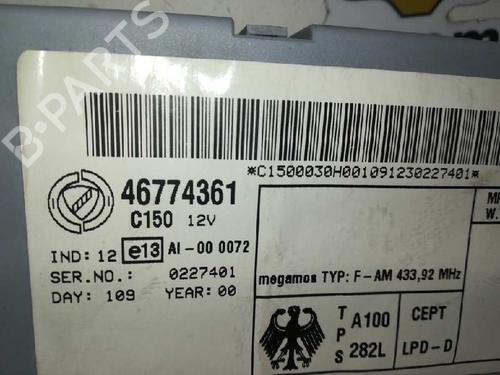 B-PARTS
*C1500030H001091230227401*
46774361
C150 12V
IND: 12 e13 AI-00 0072
SER.NO.: 0227401
DAY: 109 YEAR: 00
megamos TYP: F-AM 433,92 MHz
T P S A100 282L
CEPT LPD-D
W.